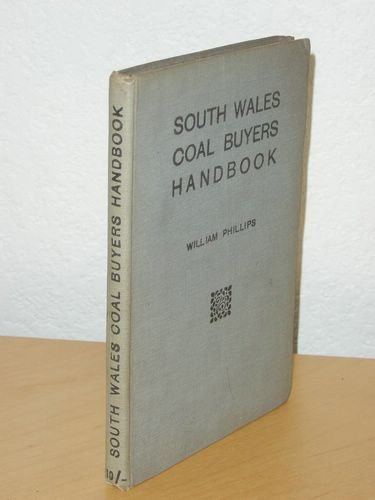 SOUTH WALES
COAL BUYERS
HANDBOOK
WILLIAM PHILLIPS
SOUTH WALES COAL BUYERS HANDBOOK
10/-